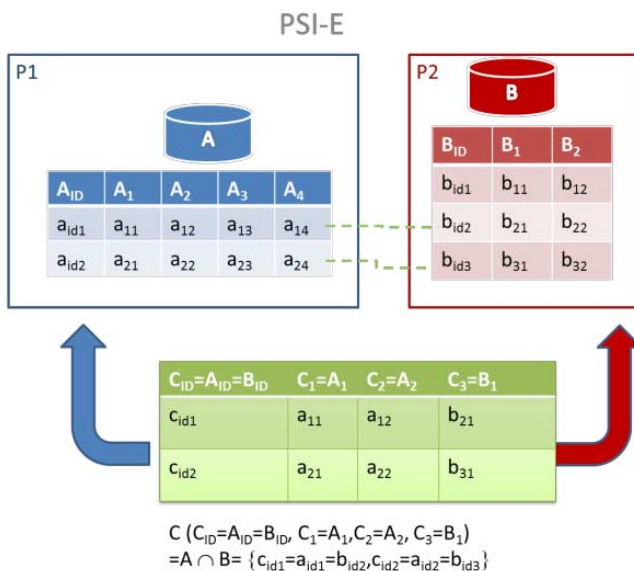 PSI-E
P1
A
A_ID A_1 A_2 A_3 A_4
a_id1 a_11 a_12 a_13 a_14
a_id2 a_21 a_22 a_23 a_24
P2
B
B_ID B_1 B_2
b_id1 b_11 b_12
b_id2 b_21 b_22
b_id3 b_31 b_32
C_ID=A_ID=B_ID C_1=A_1 C_2=A_2 C_3=B_1
c_id1 a_11 a_12 b_21
c_id2 a_21 a_22 b_31
C (C_ID=A_ID=B_ID, C_1=A_1,C_2=A_2, C_3=B_1)
=A ∩ B= {c_id1=a_id1=b_id2,c_id2=a_id2=b_id3}